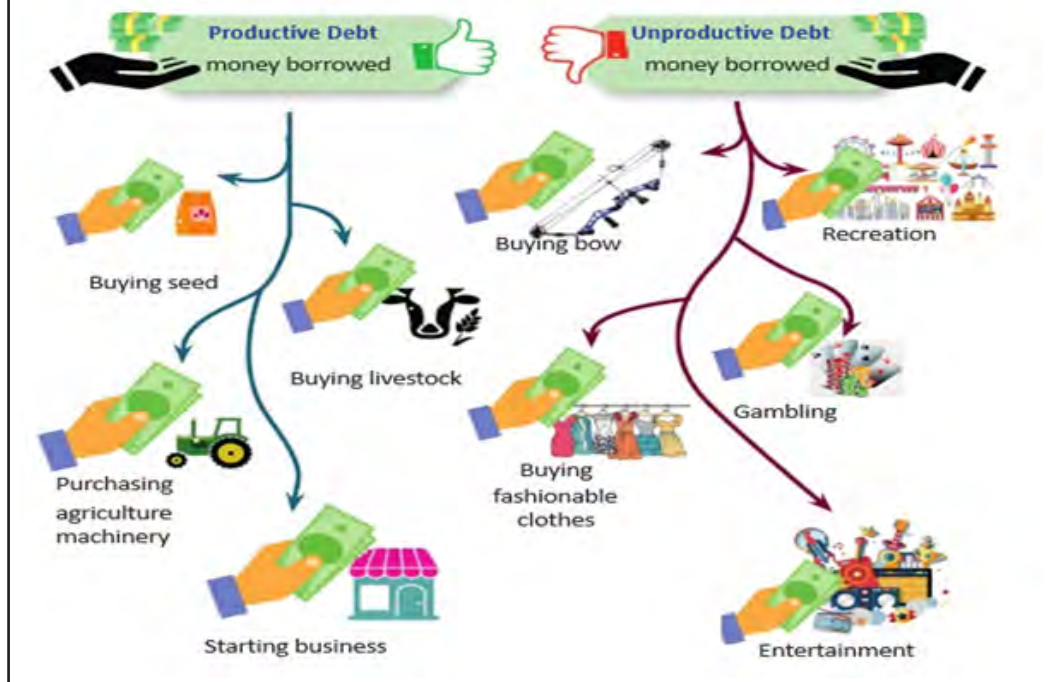 Productive Debt
money borrowed
Unproductive Debt
money borrowed
Buying seed
Buying livestock
Purchasing
agriculture
machinery
Starting business
Buying bow
Recreation
Gambling
Buying
fashionable
clothes
Entertainment